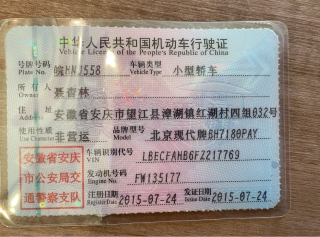 中华人民共和国机动车行驶证
Vehicle License of the People's Republic of China
号牌号码 皖HNJ558 车辆类型 小型轿车
Plate No. Vehicle Type
所有人 聂杏林
Owner
住址 安徽省安庆市望江县漳湖镇红湖村四组032号
Address
使用性质 非营运 品牌型号 北京现代牌BH7180PAY
Use Character Model
安徽省安庆
市公安局交
通警察支队
车辆识别代号 LBECFAHB6FZ217769
VIN
发动机号码 FW135177
Engine No.
注册日期 2015-07-24 发证日期 2015-07-24
Register Date Issue Date